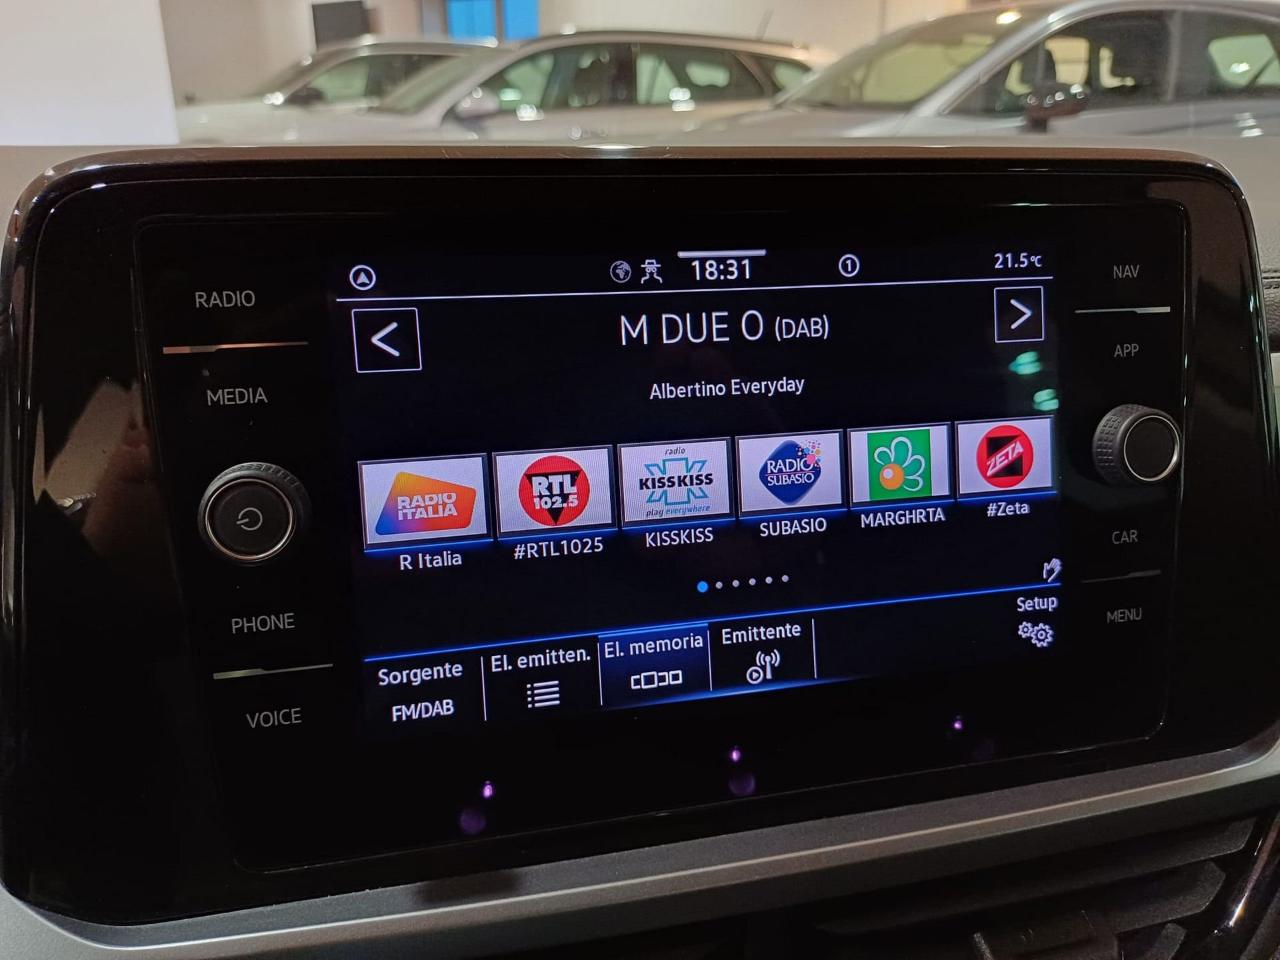 RADIO
MEDIA
PHONE
VOICE
18:31
1
21.5°C
<
M DUE O (DAB)
>
Albertino Everyday
RADIO
ITALIA
R Italia
RTL
102.5
#RTL1025
radio
KISSKISS
play everywhere
KISSKISS
RADIO
SUBASIO
SUBASIO
MARGHRTA
ZETA
#Zeta
Sorgente
FM/DAB
El. emitten.
El. memoria
Emittente
Setup
NAV
APP
CAR
MENU